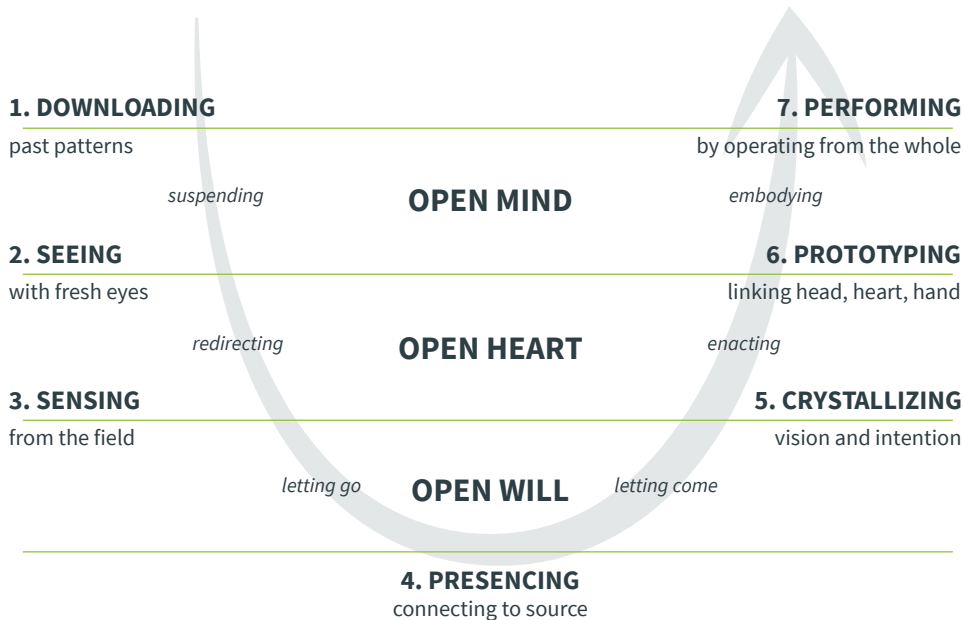 1. DOWNLOADING
7. PERFORMING
past patterns
by operating from the whole
suspending
OPEN MIND
embodying
2. SEEING
6. PROTOTYPING
with fresh eyes
linking head, heart, hand
redirecting
OPEN HEART
enacting
3. SENSING
5. CRYSTALLIZING
from the field
vision and intention
letting go
OPEN WILL
letting come
4. PRESENCING
connecting to source